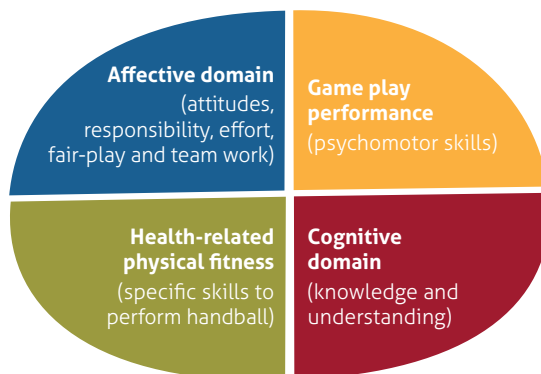 Affective domain
(attitudes,
responsibility, effort,
fair-play and team work)
Game play
performance
(psychomotor skills)
Health-related
physical fitness
(specific skills to
perform handball)
Cognitive
domain
(knowledge and
understanding)